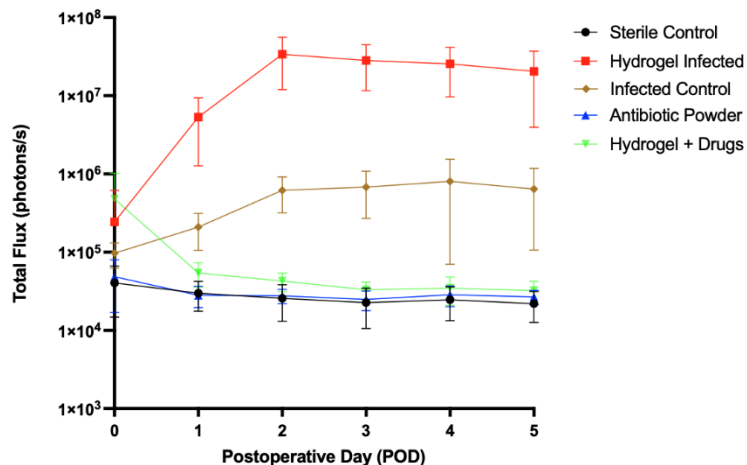 1×10⁸
1×10⁷
1×10⁶
1×10⁵
1×10⁴
1×10³
Total Flux (photons/s)
0 1 2 3 4 5
Postoperative Day (POD)
Sterile Control
Hydrogel Infected
Infected Control
Antibiotic Powder
Hydrogel + Drugs